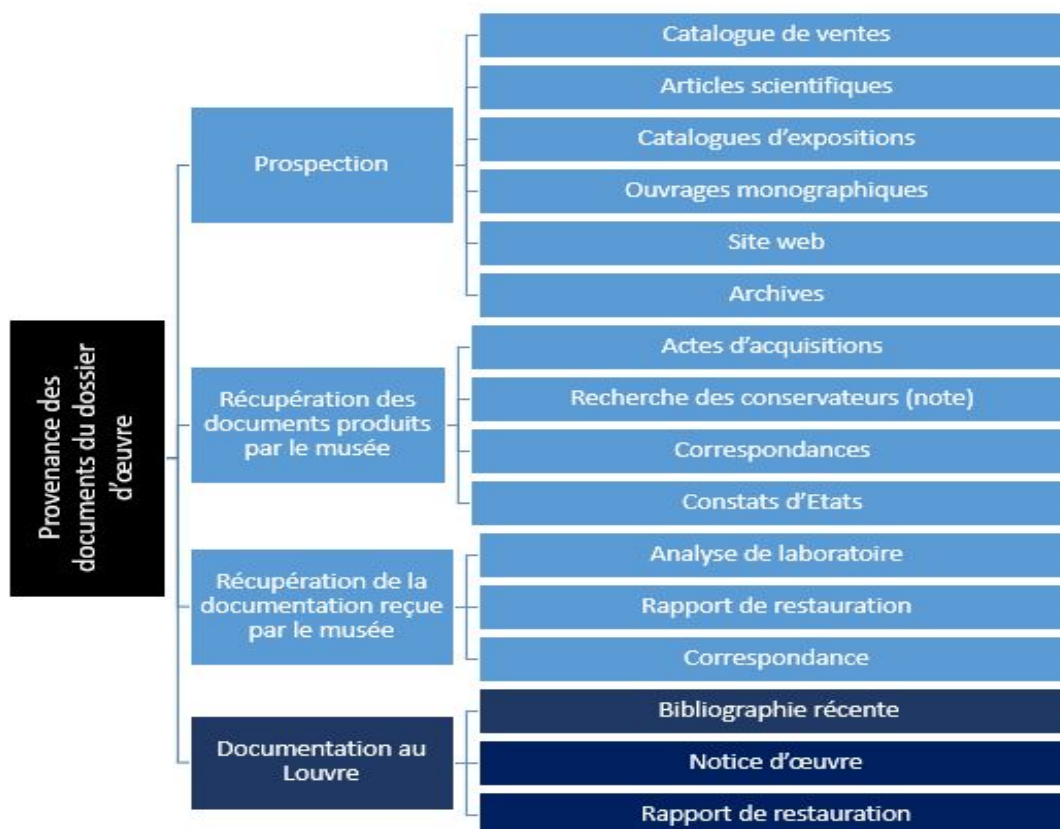 Provenance des
documents du dossier
d'œuvre
Prospection
Catalogue de ventes
Articles scientifiques
Catalogues d'expositions
Ouvrages monographiques
Site web
Archives
Récupération des
documents produits
par le musée
Actes d'acquisitions
Recherche des conservateurs (note)
Correspondances
Constats d'Etats
Récupération de la
documentation reçue
par le musée
Analyse de laboratoire
Rapport de restauration
Correspondance
Documentation au
Louvre
Bibliographie récente
Notice d'œuvre
Rapport de restauration